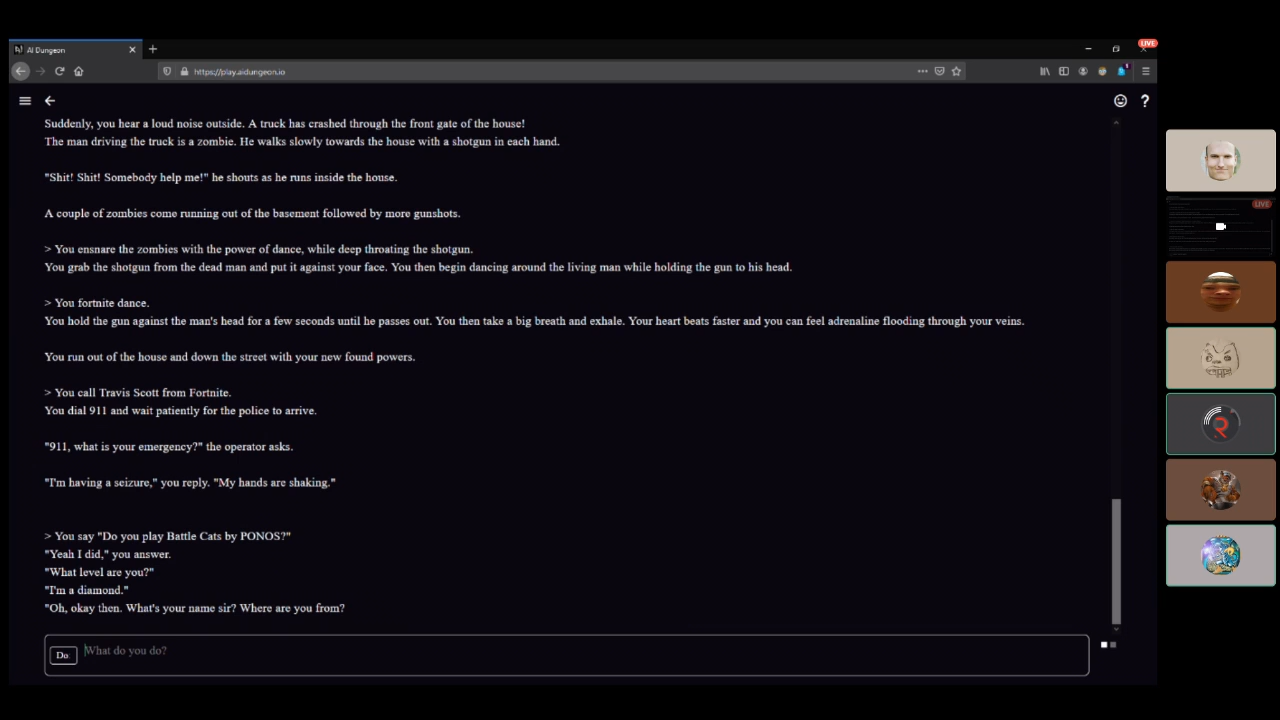 LIVE
AI Dungeon
https://play.aidungeon.io
Suddenly, you hear a loud noise outside. A truck has crashed through the front gate of the house!
The man driving the truck is a zombie. He walks slowly towards the house with a shotgun in each hand.
"Shit! Shit! Somebody help me!" he shouts as he runs inside the house.
A couple of zombies come running out of the basement followed by more gunshots.
> You ensnare the zombies with the power of dance, while deep throating the shotgun.
You grab the shotgun from the dead man and put it against your face. You then begin dancing around the living man while holding the gun to his head.
> You fortnite dance.
You hold the gun against the man's head for a few seconds until he passes out. You then take a big breath and exhale. Your heart beats faster and you can feel adrenaline flooding through your veins.
You run out of the house and down the street with your new found powers.
> You call Travis Scott from Fortnite.
You dial 911 and wait patiently for the police to arrive.
"911, what is your emergency?" the operator asks.
"I'm having a seizure," you reply. "My hands are shaking."
> You say "Do you play Battle Cats by PONOS?"
"Yeah I did," you answer.
"What level are you?"
"I'm a diamond."
"Oh, okay then. What's your name sir? Where are you from?
Do: What do you do?
LIVE